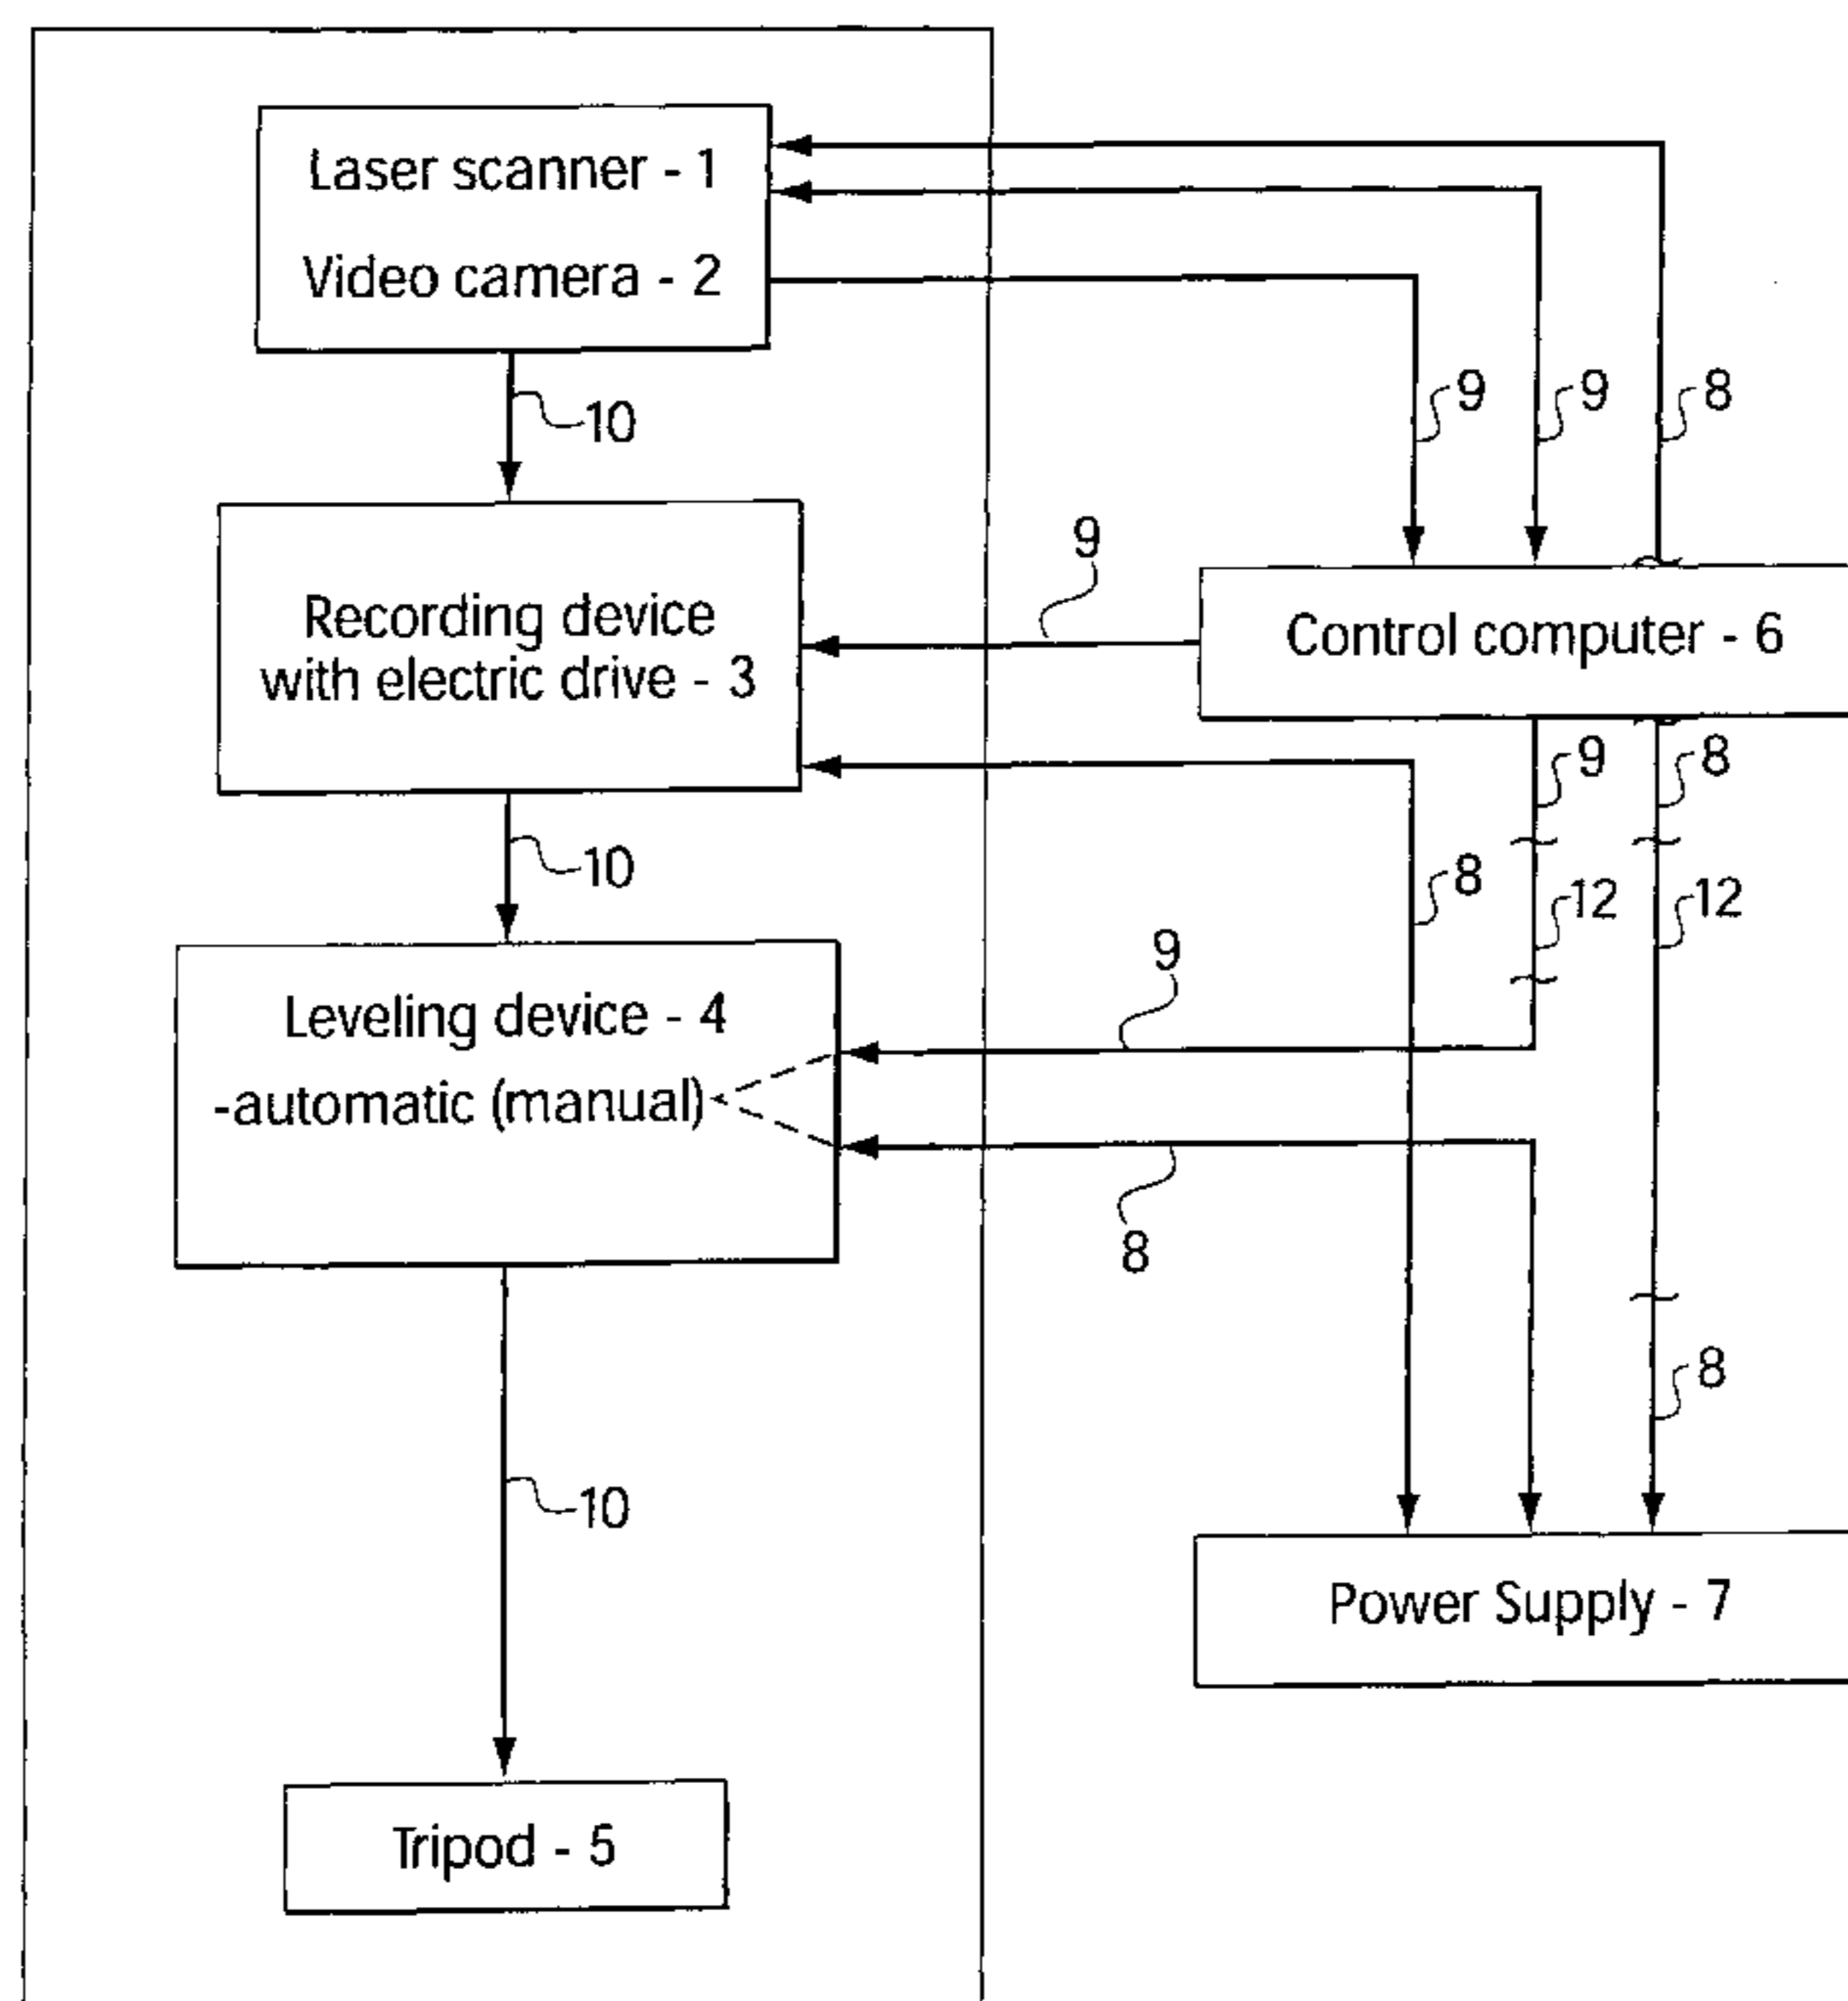 Laser scanner - 1
Video camera - 2
9
9
8
10
9
Recording device
with electric drive - 3
Control computer - 6
9
8
10
8
12
12
9
Leveling device - 4
-automatic (manual)
8
8
10
Power Supply - 7
Tripod - 5